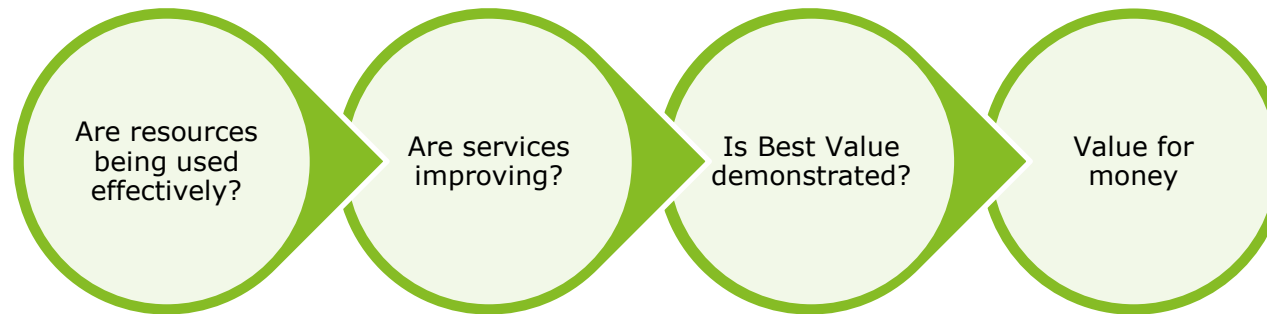 Are resources
being used
effectively?
Are services
improving?
Is Best Value
demonstrated?
Value for
money